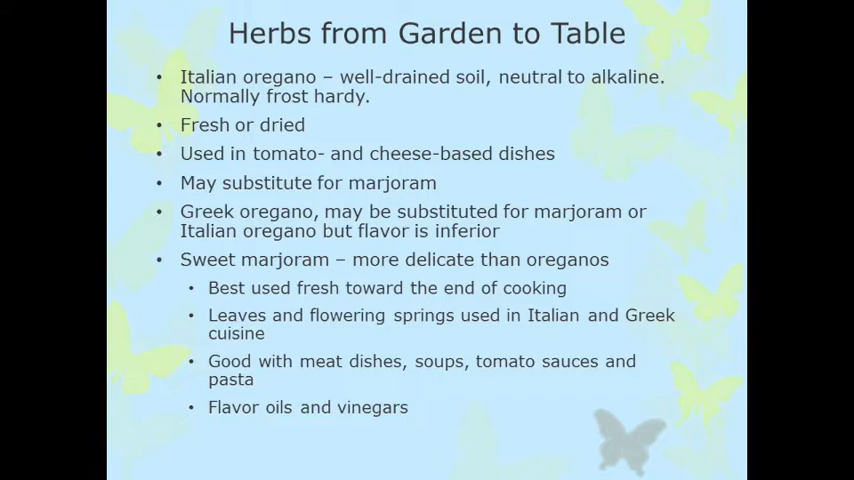 Herbs from Garden to Table
• Italian oregano – well-drained soil, neutral to alkaline.
Normally frost hardy.
• Fresh or dried
• Used in tomato- and cheese-based dishes
• May substitute for marjoram
• Greek oregano, may be substituted for marjoram or
Italian oregano but flavor is inferior
• Sweet marjoram – more delicate than oreganos
• Best used fresh toward the end of cooking
• Leaves and flowering springs used in Italian and Greek
cuisine
• Good with meat dishes, soups, tomato sauces and
pasta
• Flavor oils and vinegars